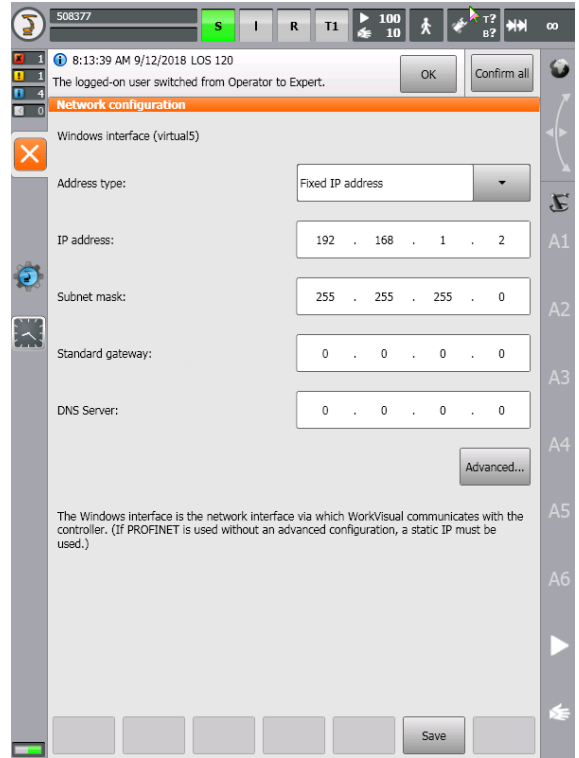 508377
S I R T1 100 10 T? B? ∞
1
1
4
0
8:13:39 AM 9/12/2018 LOS 120
The logged-on user switched from Operator to Expert.
OK
Confirm all
Network configuration
Windows interface (virtual5)
Address type: Fixed IP address
IP address: 192 . 168 . 1 . 2
Subnet mask: 255 . 255 . 255 . 0
Standard gateway: 0 . 0 . 0 . 0
DNS Server: 0 . 0 . 0 . 0
Advanced...
The Windows interface is the network interface via which WorkVisual communicates with the
controller. (If PROFINET is used without an advanced configuration, a static IP must be
used.)
Save
A1
A2
A3
A4
A5
A6